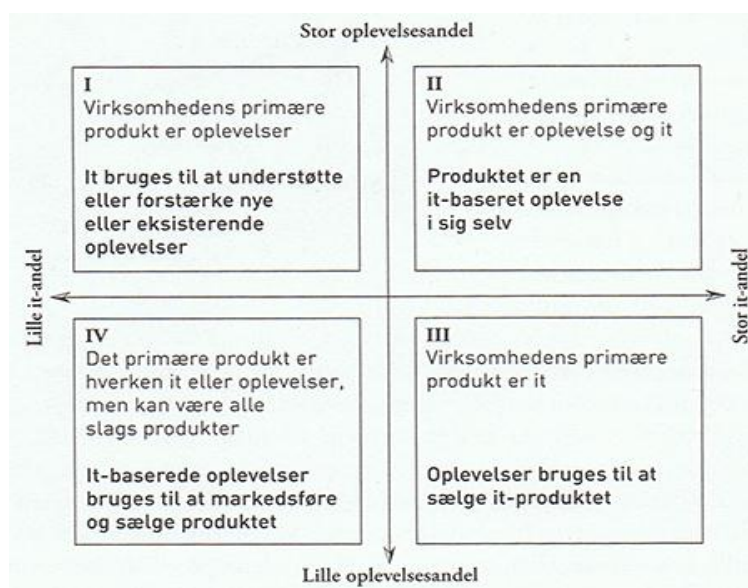 Stor oplevelsesandel
I
Virksomhedens primære
produkt er oplevelser
It bruges til at understøtte
eller forstærke nye
eller eksisterende
oplevelser
II
Virksomhedens primære
produkt er oplevelse og it
Produktet er en
it-baseret oplevelse
i sig selv
Lille it-andel
Stor it-andel
IV
Det primære produkt er
hverken it eller oplevelser,
men kan være alle
slags produkter
It-baserede oplevelser
bruges til at markedsføre
og sælge produktet
III
Virksomhedens primære
produkt er it
Oplevelser bruges til at
sælge it-produktet
Lille oplevelsesandel